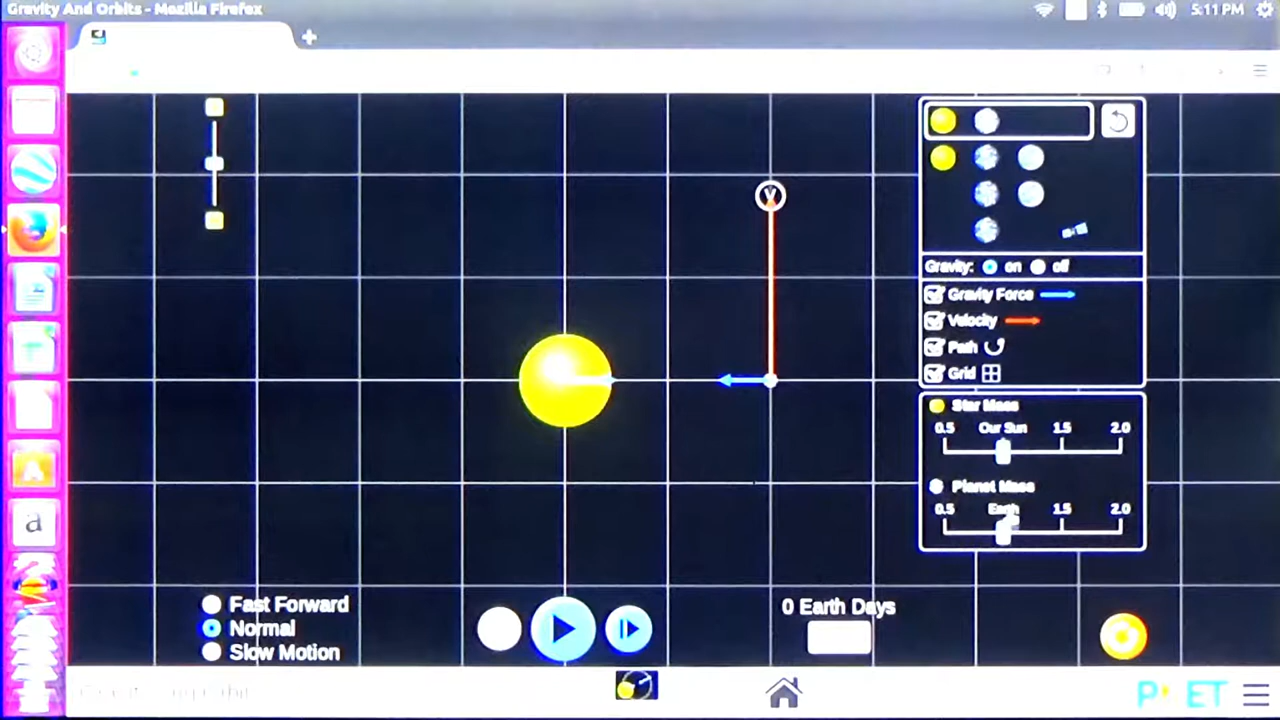 Gravity And Orbits - Mozilla Firefox
5:11 PM
V
Gravity: on off
Gravity Force
Velocity
Path
Grid
Star Mass
0.5 Our Sun 1.5 2.0
Planet Mass
0.5 Earth 1.5 2.0
Fast Forward
Normal
Slow Motion
0 Earth Days
a